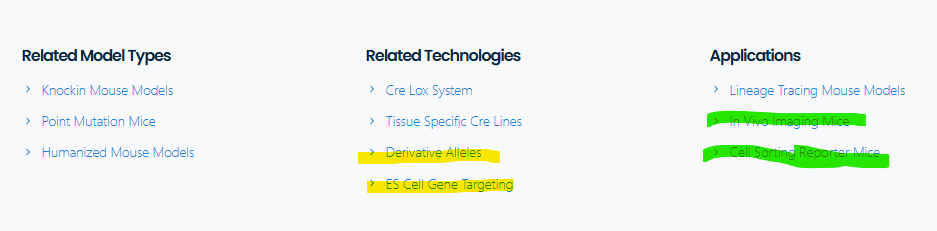 Related Model Types
Knockin Mouse Models
Point Mutation Mice
Humanized Mouse Models
Related Technologies
Cre Lox System
Tissue Specific Cre Lines
Derivative Alleles
ES Cell Gene Targeting
Applications
Lineage Tracing Mouse Models
In Vivo Imaging Mice
Cell Sorting Reporter Mice